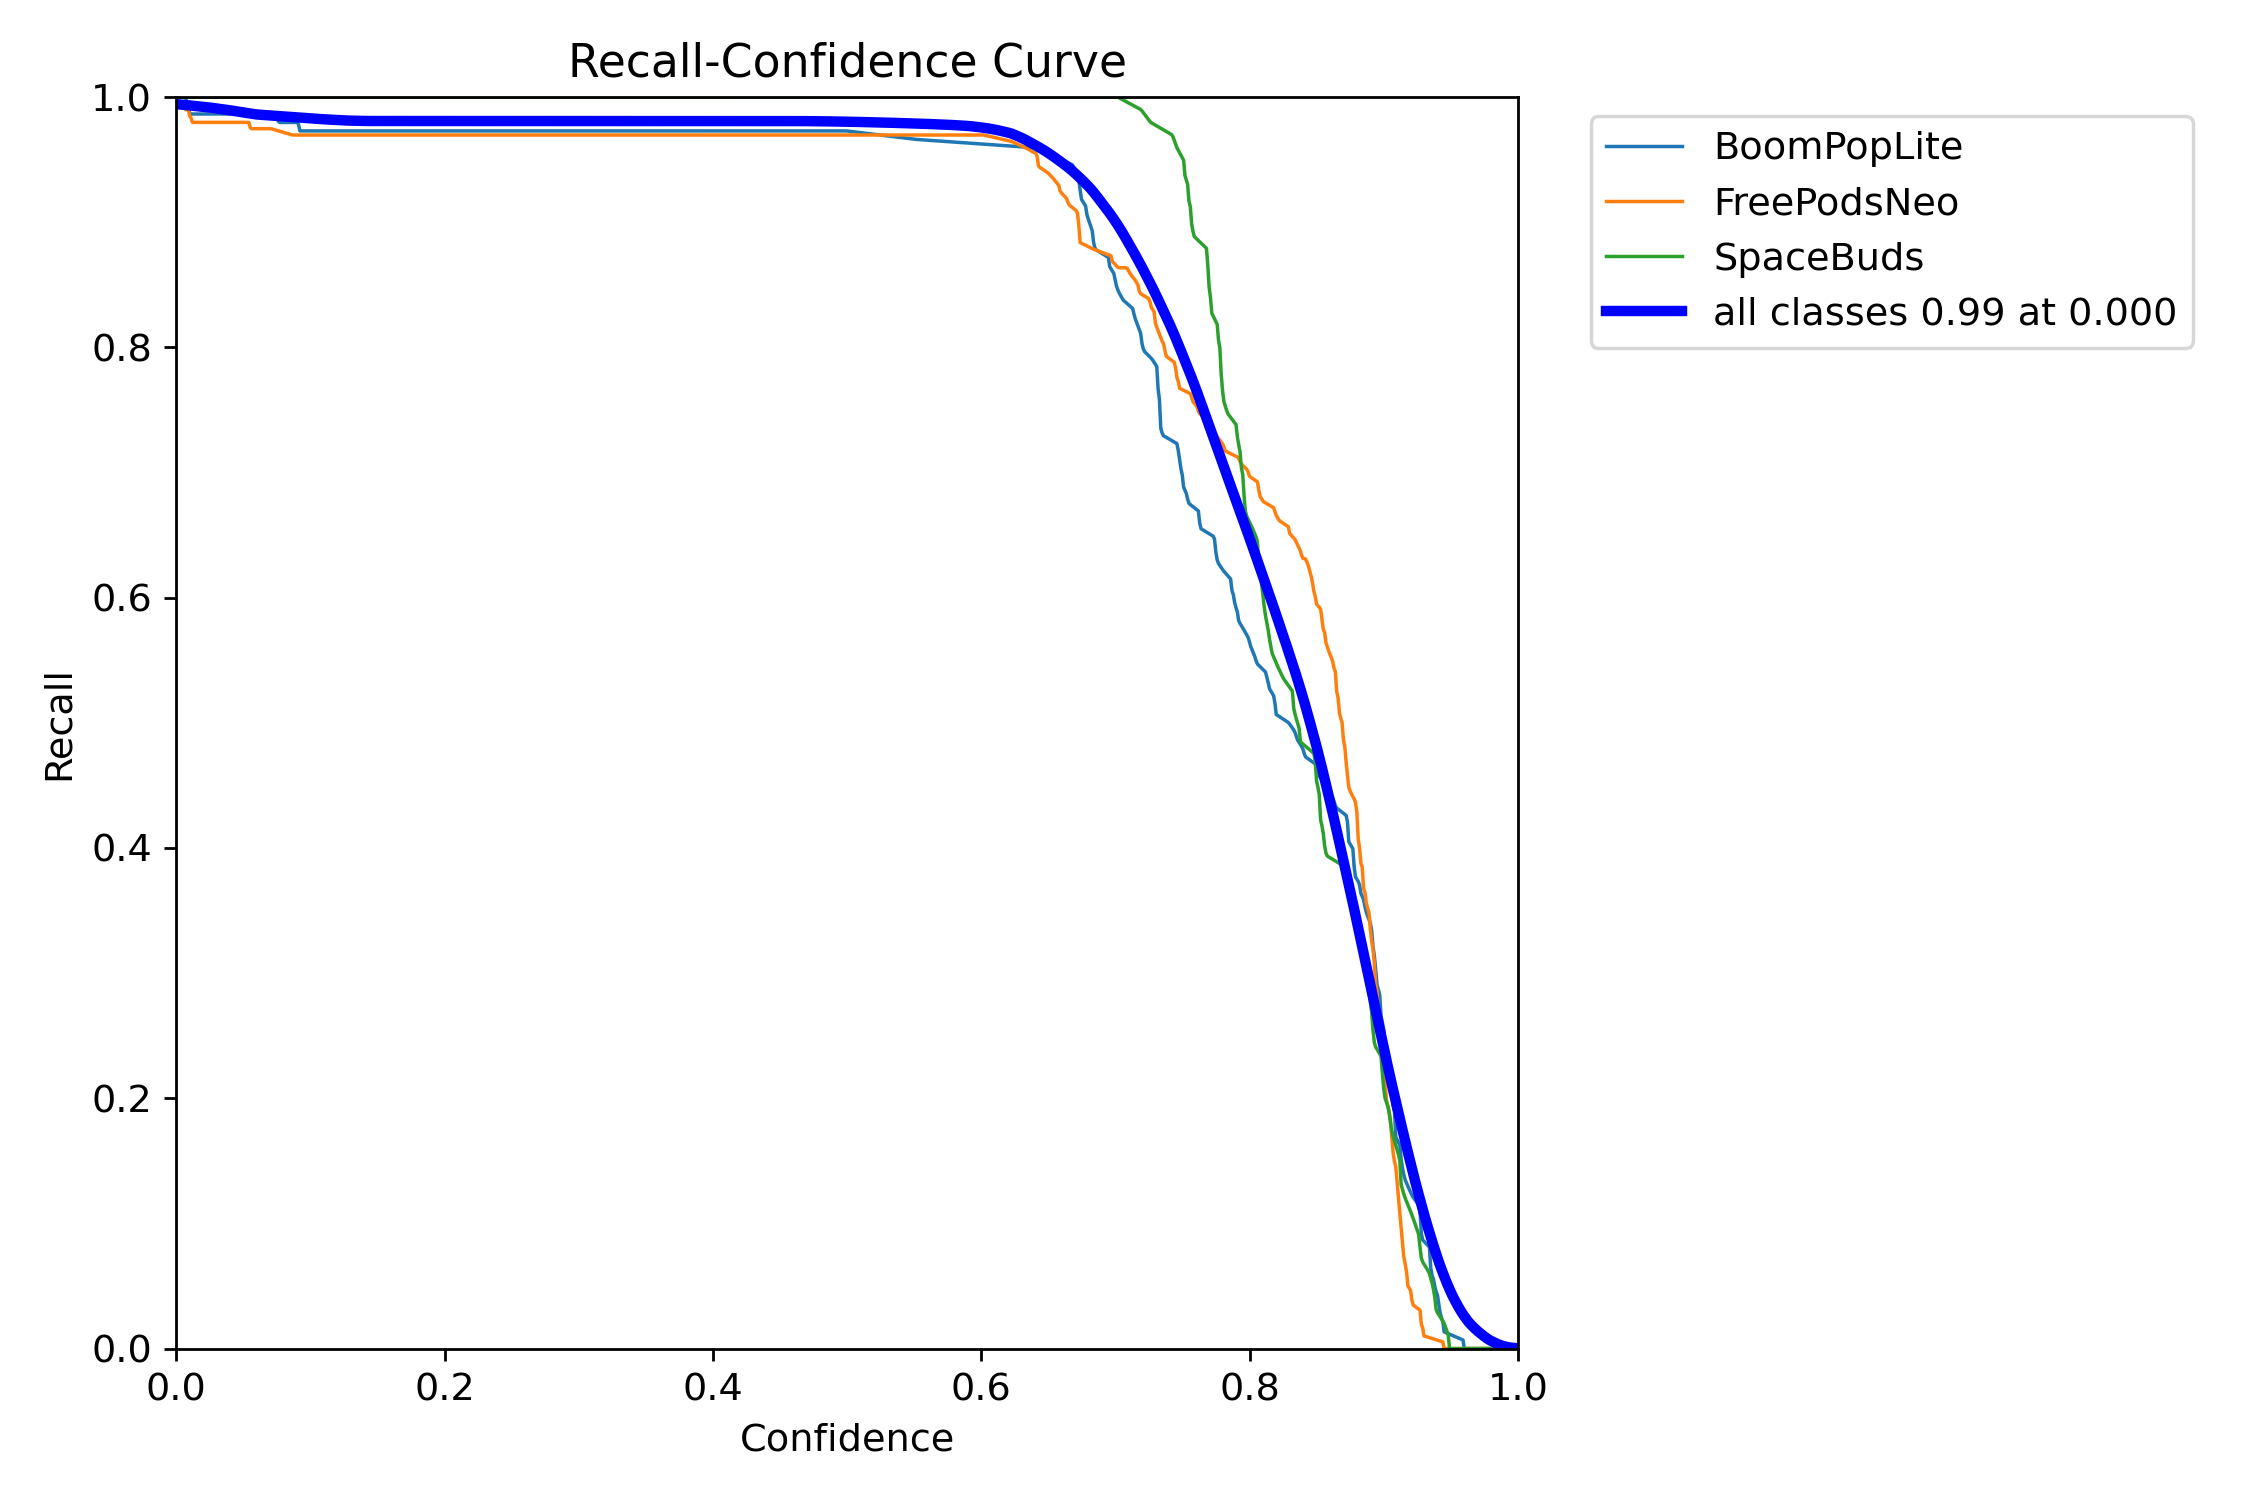 Recall-Confidence Curve
1.0
0.8
0.6
0.4
0.2
0.0
Recall
0.0 0.2 0.4 0.6 0.8 1.0
Confidence
BoomPopLite
FreePodsNeo
SpaceBuds
all classes 0.99 at 0.000